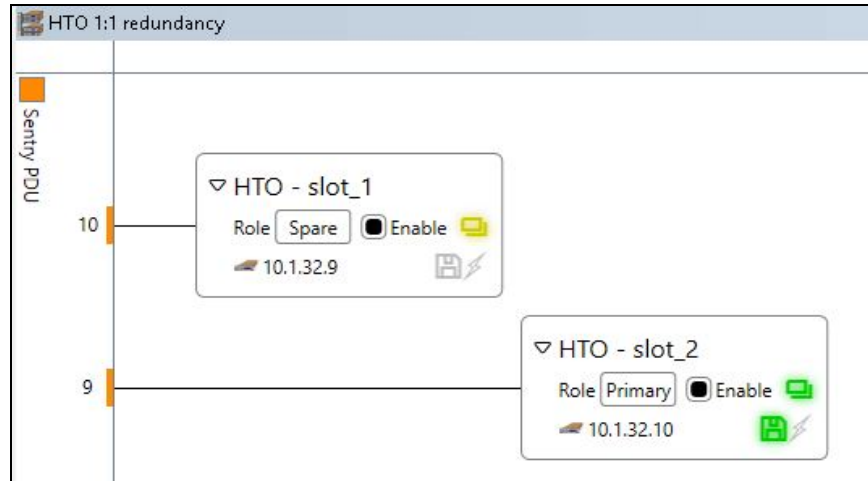 HTO 1:1 redundancy
Sentry PDU
10
HTO - slot_1
Role Spare Enable
10.1.32.9
9
HTO - slot_2
Role Primary Enable
10.1.32.10